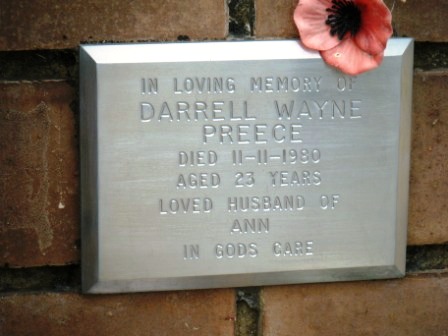 IN LOVING MEMORY OF
DARRELL WAYNE
PREECE
DIED 11-11-1980
AGED 23 YEARS
LOVED HUSBAND OF
ANN
IN GODS CARE